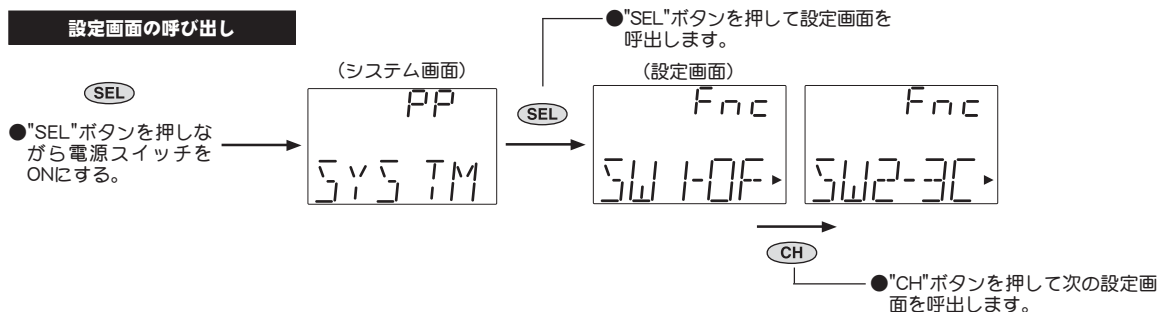 設定画面の呼び出し
SEL
●"SEL"ボタンを押しな
がら電源スイッチを
ONにする。
（システム画面）
PP
SYSTM
●"SEL"ボタンを押して設定画面を
呼出します。
SEL
（設定画面）
Fnc
SW1-OF▸
Fnc
SW2-3C▸
CH
●"CH"ボタンを押して次の設定画
面を呼出します。